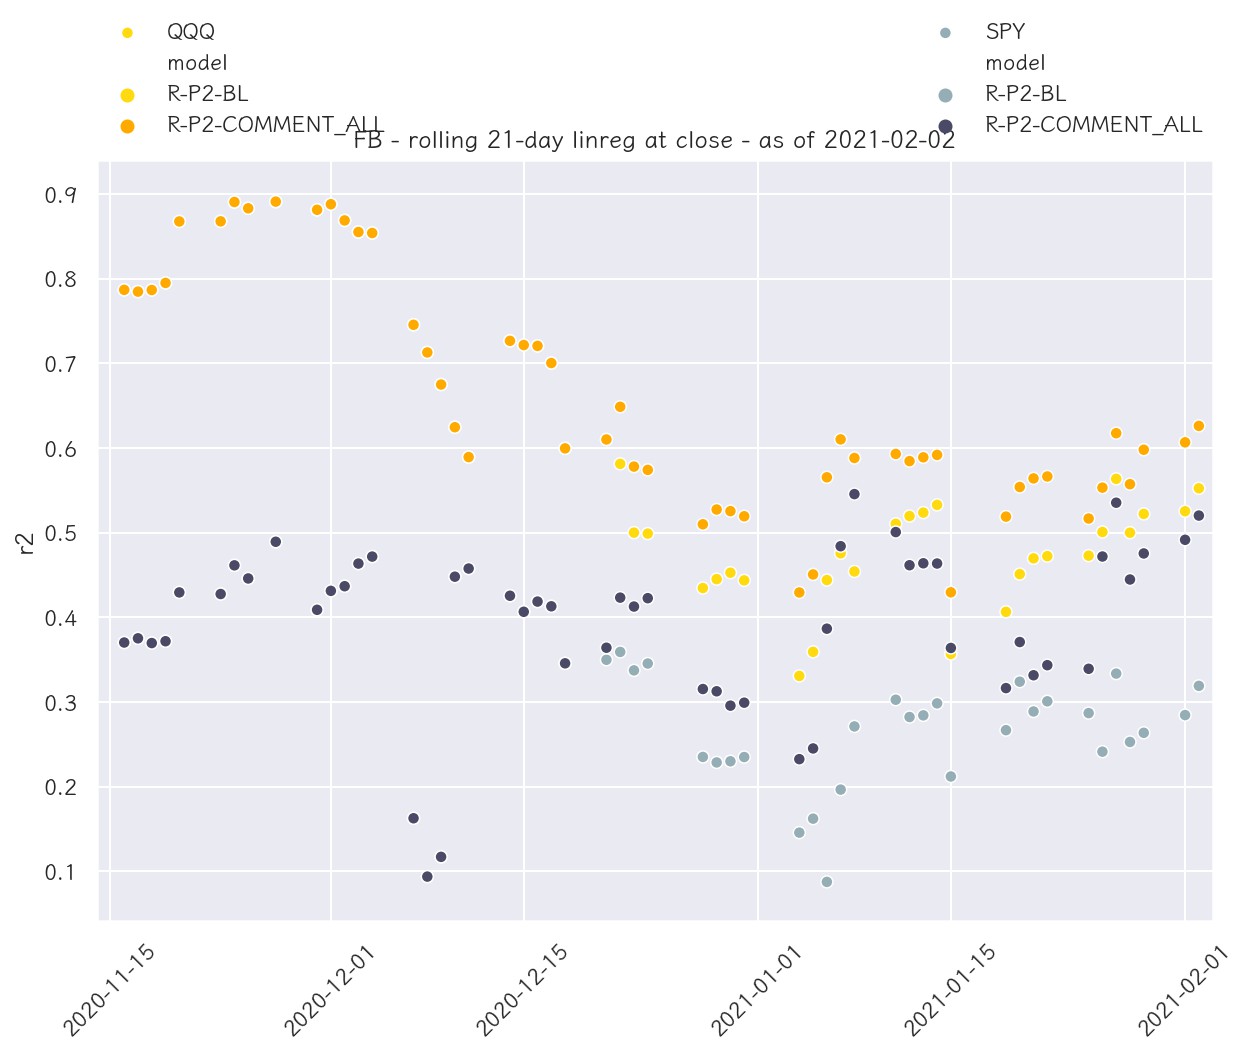 QQQ
model
R-P2-BL
R-P2-COMMENT_ALL
SPY
model
R-P2-BL
R-P2-COMMENT_ALL
FB - rolling 21-day linreg at close - as of 2021-02-02
r2
0.9
0.8
0.7
0.6
0.5
0.4
0.3
0.2
0.1
2020-11-15
2020-12-01
2020-12-15
2021-01-01
2021-01-15
2021-02-01